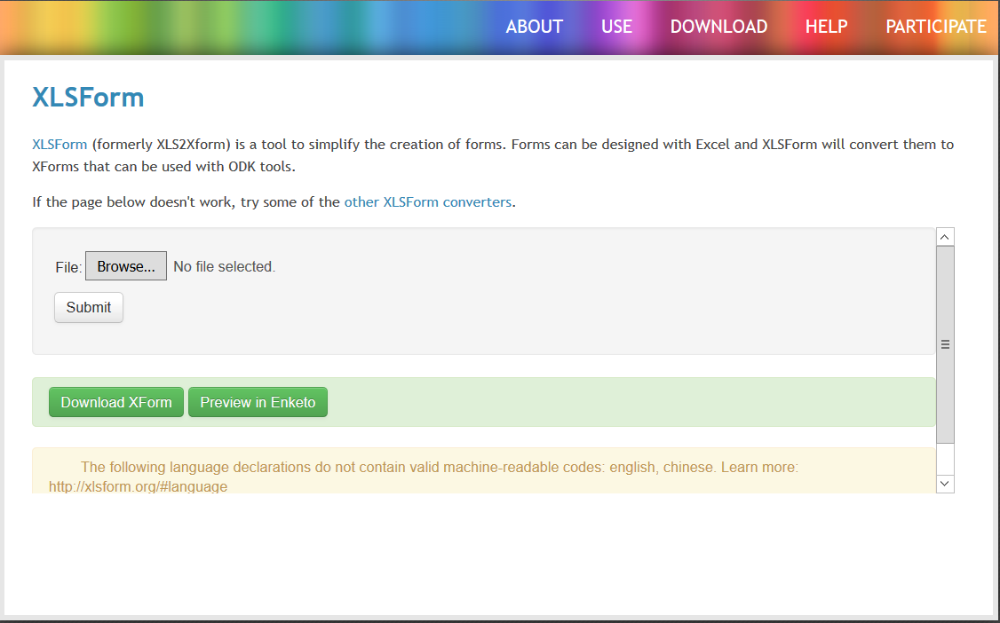 ABOUT USE DOWNLOAD HELP PARTICIPATE
XLSForm
XLSForm (formerly XLS2Xform) is a tool to simplify the creation of forms. Forms can be designed with Excel and XLSForm will convert them to
XForms that can be used with ODK tools.
If the page below doesn't work, try some of the other XLSForm converters.
File: Browse... No file selected.
Submit
Download XForm Preview in Enketo
The following language declarations do not contain valid machine-readable codes: english, chinese. Learn more:
http://xlsform.org/#language